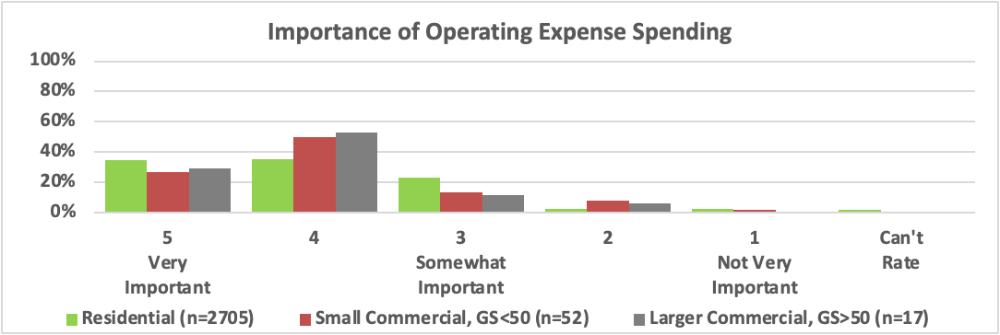 Importance of Operating Expense Spending
100%
80%
60%
40%
20%
0%
5 4 3 2 1 Can't
Very Somewhat Not Very Rate
Important Important Important
Residential (n=2705) Small Commercial, GS<50 (n=52) Larger Commercial, GS>50 (n=17)